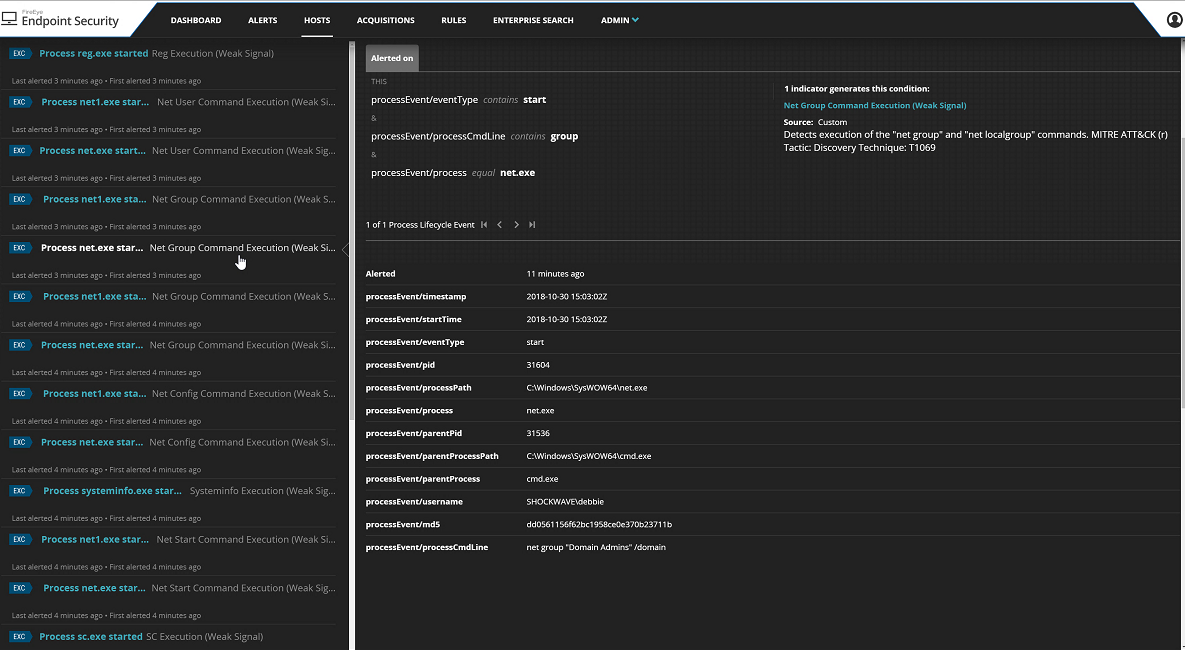 FireEye
Endpoint Security
DASHBOARD
ALERTS
HOSTS
ACQUISITIONS
RULES
ENTERPRISE SEARCH
ADMIN
EXC Process reg.exe started Reg Execution (Weak Signal)
Last alerted 3 minutes ago • First alerted 3 minutes ago
EXC Process net1.exe star... Net User Command Execution (Weak Si...
Last alerted 3 minutes ago • First alerted 3 minutes ago
EXC Process net.exe start... Net User Command Execution (Weak Sig...
Last alerted 3 minutes ago • First alerted 3 minutes ago
EXC Process net1.exe sta... Net Group Command Execution (Weak S...
Last alerted 3 minutes ago • First alerted 3 minutes ago
EXC Process net.exe star... Net Group Command Execution (Weak Si...
Last alerted 3 minutes ago • First alerted 3 minutes ago
EXC Process net1.exe sta... Net Group Command Execution (Weak S...
Last alerted 4 minutes ago • First alerted 4 minutes ago
EXC Process net.exe star... Net Group Command Execution (Weak Si...
Last alerted 4 minutes ago • First alerted 4 minutes ago
EXC Process net1.exe sta... Net Config Command Execution (Weak S...
Last alerted 4 minutes ago • First alerted 4 minutes ago
EXC Process net.exe star... Net Config Command Execution (Weak Si...
Last alerted 4 minutes ago • First alerted 4 minutes ago
EXC Process systeminfo.exe star... Systeminfo Execution (Weak Sig...
Last alerted 4 minutes ago • First alerted 4 minutes ago
EXC Process net1.exe star... Net Start Command Execution (Weak Si...
Last alerted 4 minutes ago • First alerted 4 minutes ago
EXC Process net.exe star... Net Start Command Execution (Weak Sig...
Last alerted 4 minutes ago • First alerted 4 minutes ago
EXC Process sc.exe started SC Execution (Weak Signal)
Alerted on
THIS
processEvent/eventType contains start
&
processEvent/processCmdLine contains group
&
processEvent/process equal net.exe
1 indicator generates this condition:
Net Group Command Execution (Weak Signal)
Source: Custom
Detects execution of the "net group" and "net localgroup" commands. MITRE ATT&CK (r)
Tactic: Discovery Technique: T1069
1 of 1 Process Lifecycle Event
Alerted 11 minutes ago
processEvent/timestamp 2018-10-30 15:03:02Z
processEvent/startTime 2018-10-30 15:03:02Z
processEvent/eventType start
processEvent/pid 31604
processEvent/processPath C:\Windows\SysWOW64\net.exe
processEvent/process net.exe
processEvent/parentPid 31536
processEvent/parentProcessPath C:\Windows\SysWOW64\cmd.exe
processEvent/parentProcess cmd.exe
processEvent/username SHOCKWAVE\debbie
processEvent/md5 dd0561156f62bc1958ce0e370b23711b
processEvent/processCmdLine net group "Domain Admins" /domain